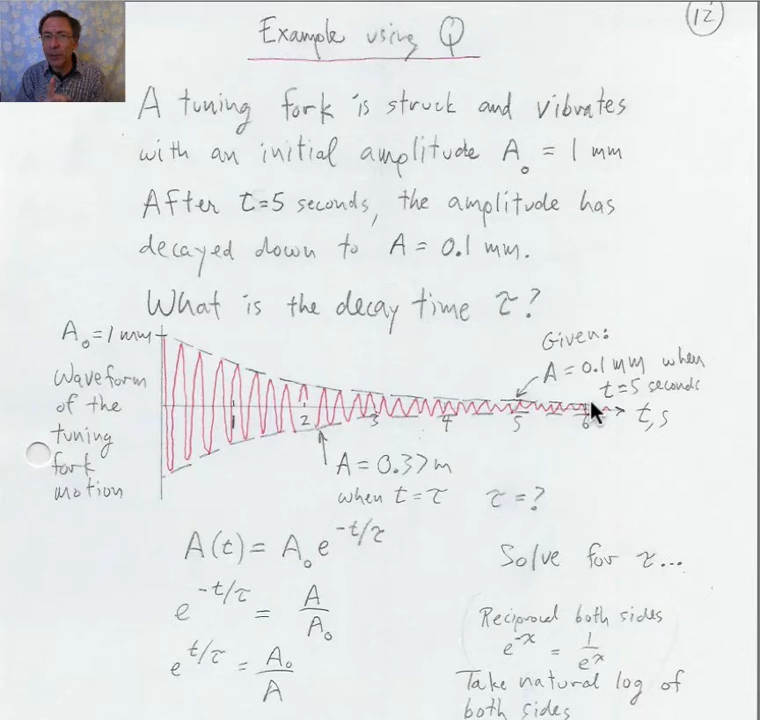 12
Example using Q
A tuning fork is struck and vibrates
with an initial amplitude A₀ = 1 mm
After t=5 seconds, the amplitude has
decayed down to A = 0.1 mm.
What is the decay time τ?
A₀=1 mm
Waveform
of the
tuning
fork
motion
Given:
A=0.1 mm when
t=5 seconds
1 2 3 4 5 6 t,s
A=0.37m
when t=τ τ=?
A(t)= A₀e^-t/τ
Solve for τ...
e^-t/τ = A/A₀
e^t/τ = A₀/A
Reciprocal both sides
e^-x = 1/e^x
Take natural log of
both sides